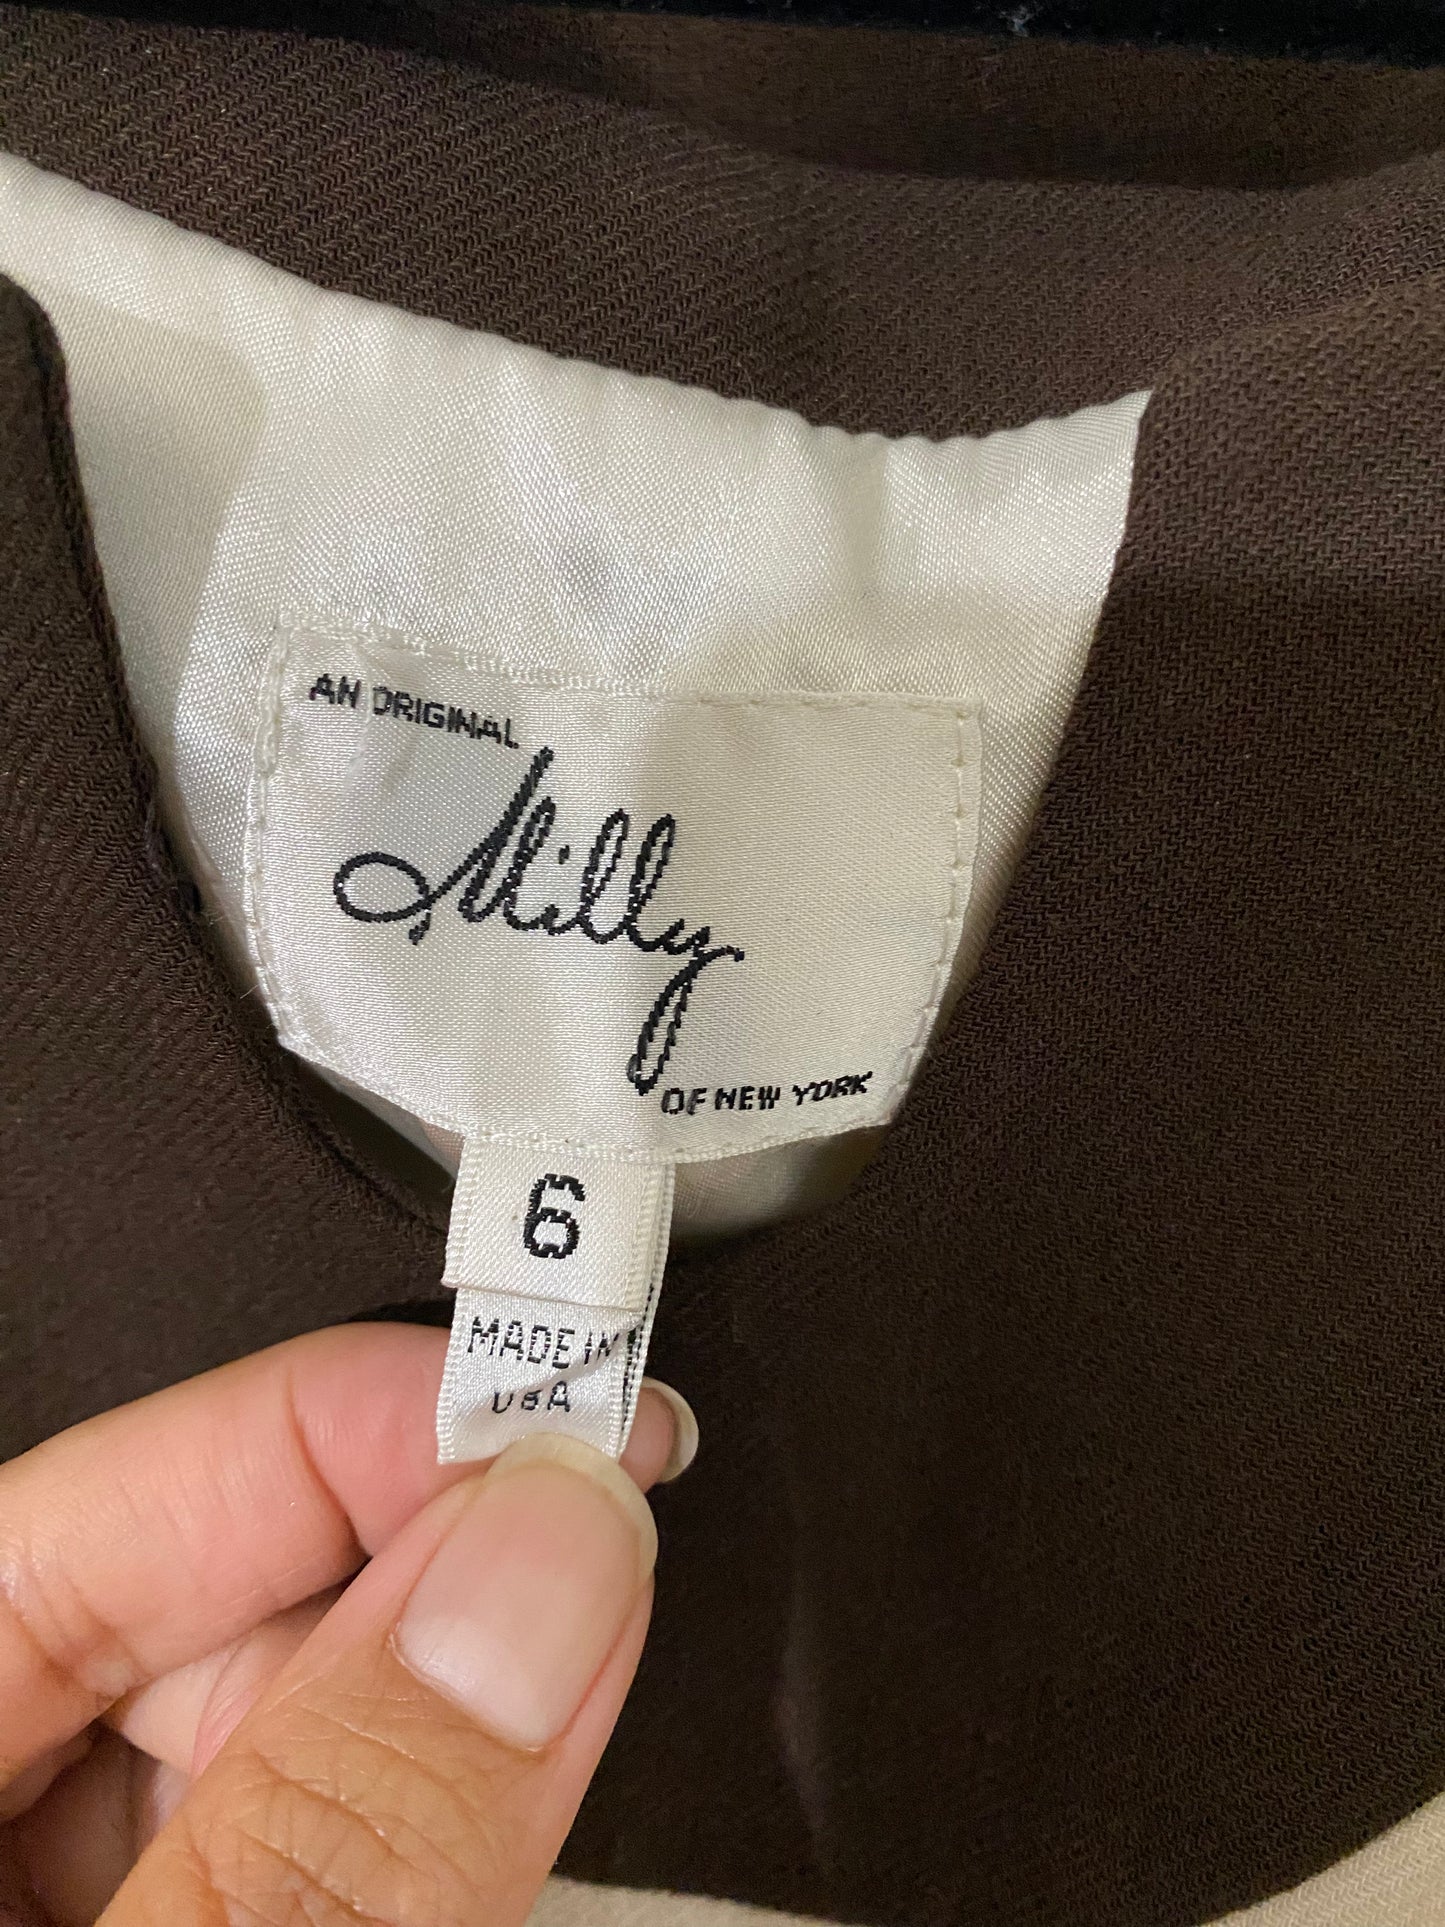 AN ORIGINAL
Milly
OF NEW YORK
6
MADE IN
USA